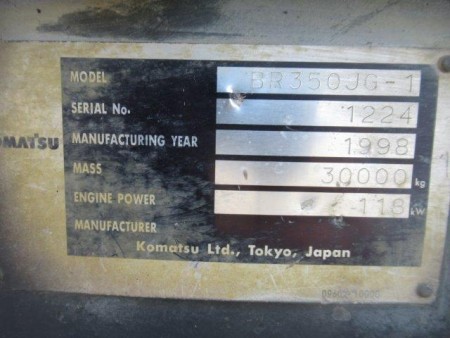 MODEL BR350JG-1
SERIAL No. 1224
MANUFACTURING YEAR 1998
OMATSU
MASS 30000 kg
ENGINE POWER 118 kW
MANUFACTURER
Komatsu Ltd., Tokyo, Japan